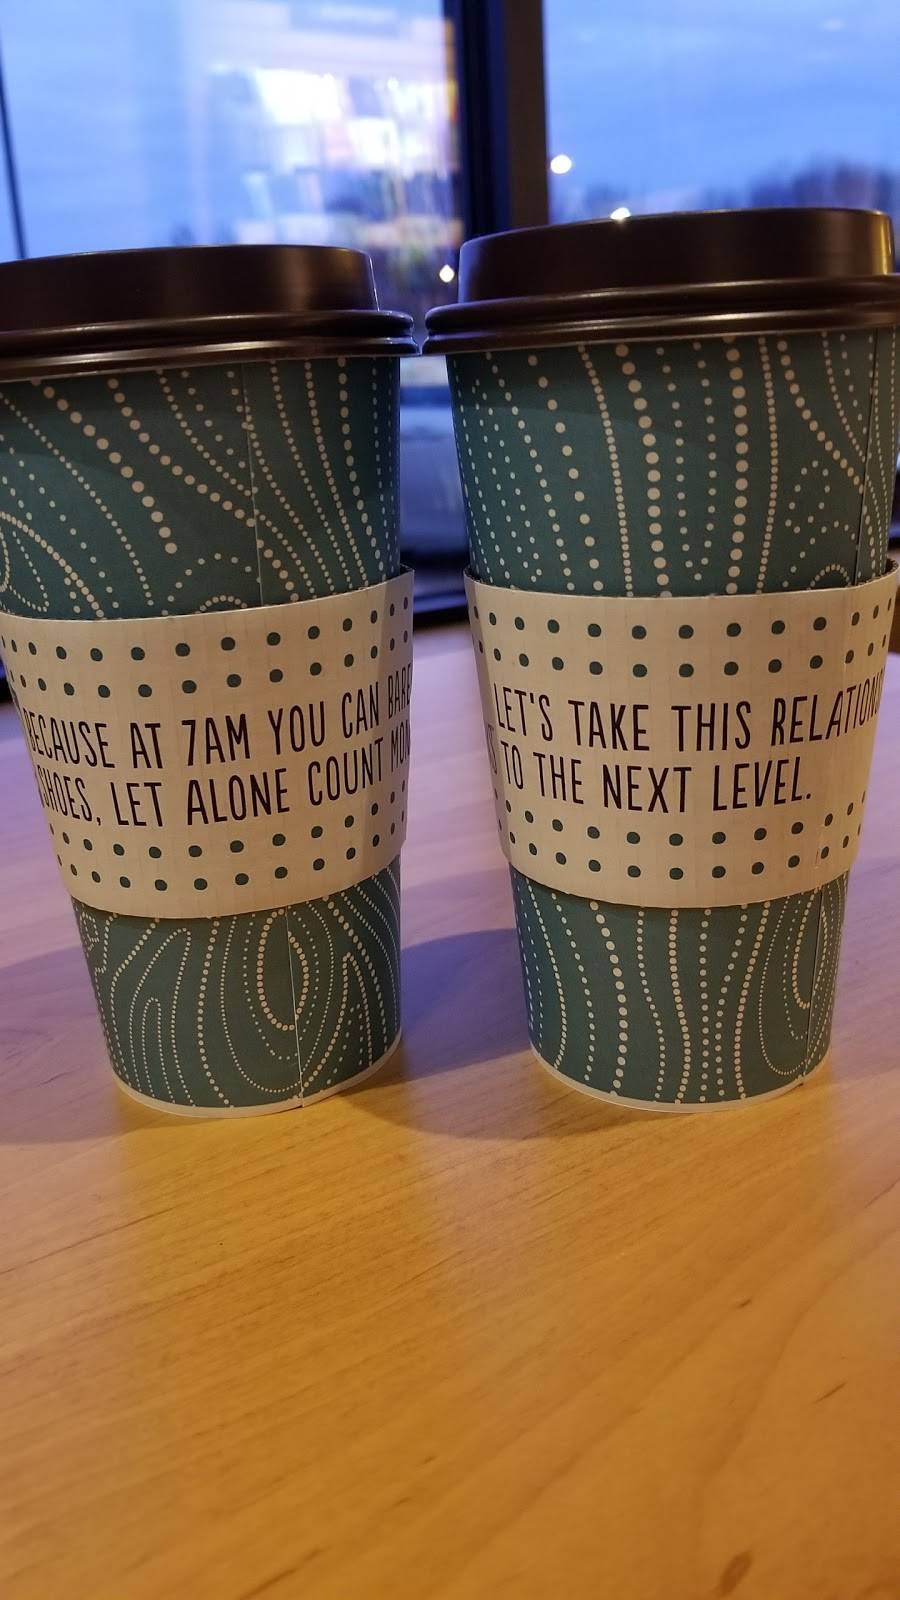 BECAUSE AT 7AM YOU CAN
SHOES, LET ALONE COUNT
LET'S TAKE THIS
TO THE NEXT LEVEL.